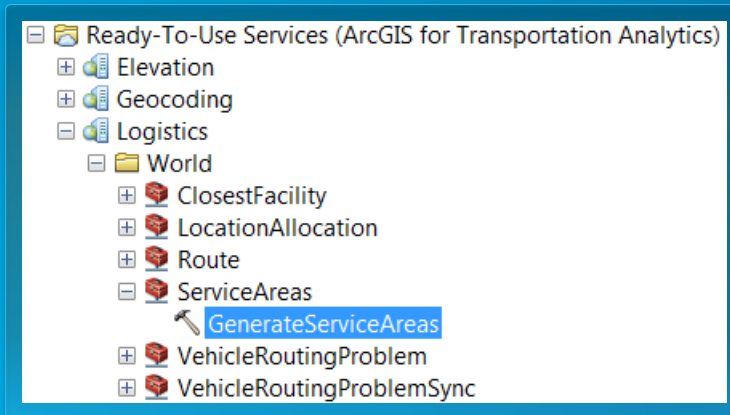 Ready-To-Use Services (ArcGIS for Transportation Analytics)
Elevation
Geocoding
Logistics
World
ClosestFacility
LocationAllocation
Route
ServiceAreas
GenerateServiceAreas
VehicleRoutingProblem
VehicleRoutingProblemSync